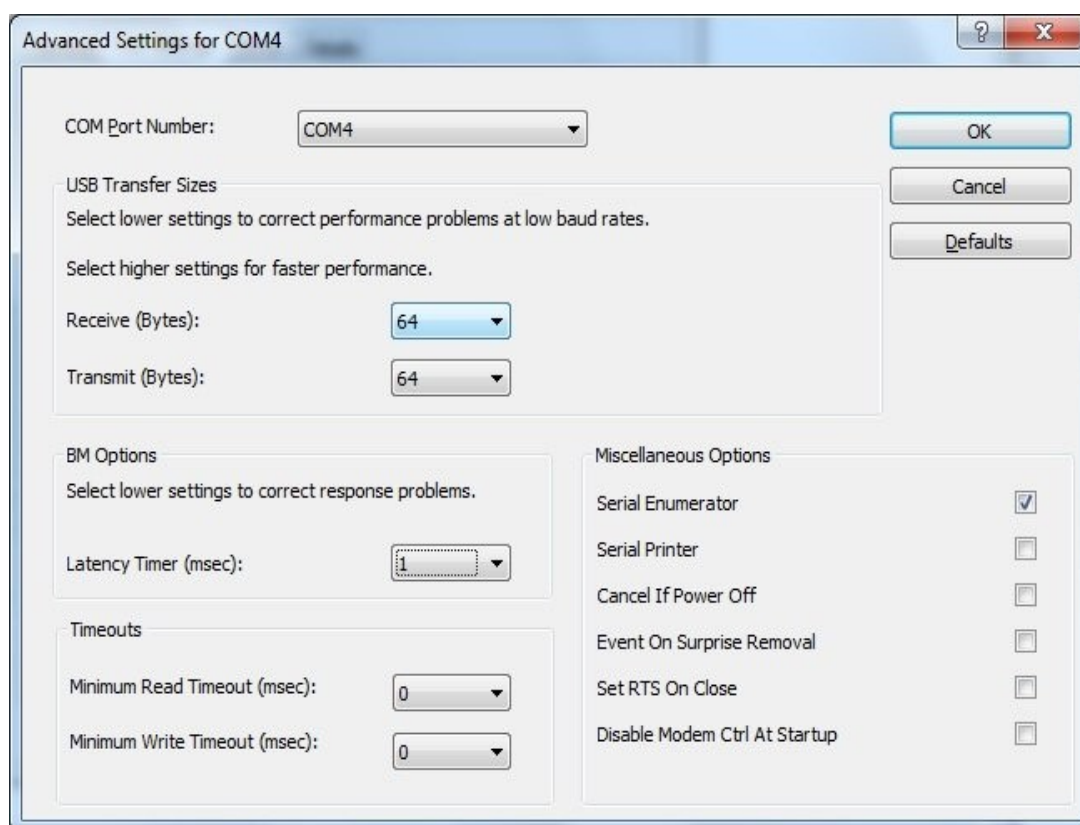 Advanced Settings for COM4
?
X
COM Port Number:
COM4
OK
Cancel
Defaults
USB Transfer Sizes
Select lower settings to correct performance problems at low baud rates.
Select higher settings for faster performance.
Receive (Bytes):
64
Transmit (Bytes):
64
BM Options
Select lower settings to correct response problems.
Latency Timer (msec):
1
Timeouts
Minimum Read Timeout (msec):
0
Minimum Write Timeout (msec):
0
Miscellaneous Options
Serial Enumerator
Serial Printer
Cancel If Power Off
Event On Surprise Removal
Set RTS On Close
Disable Modem Ctrl At Startup